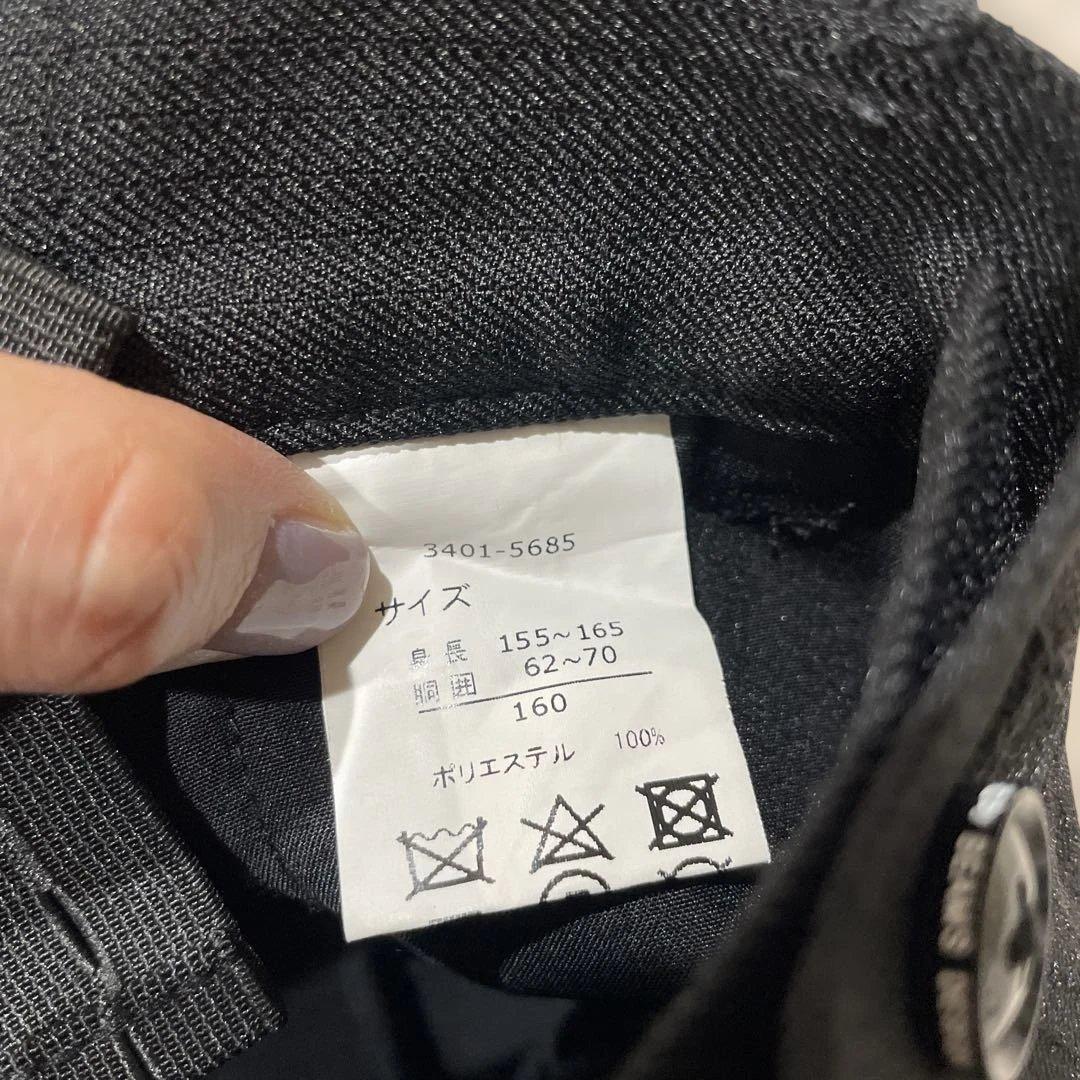 3401-5685
サイズ
身長 155～165
胴囲 62～70
160
ポリエステル 100%